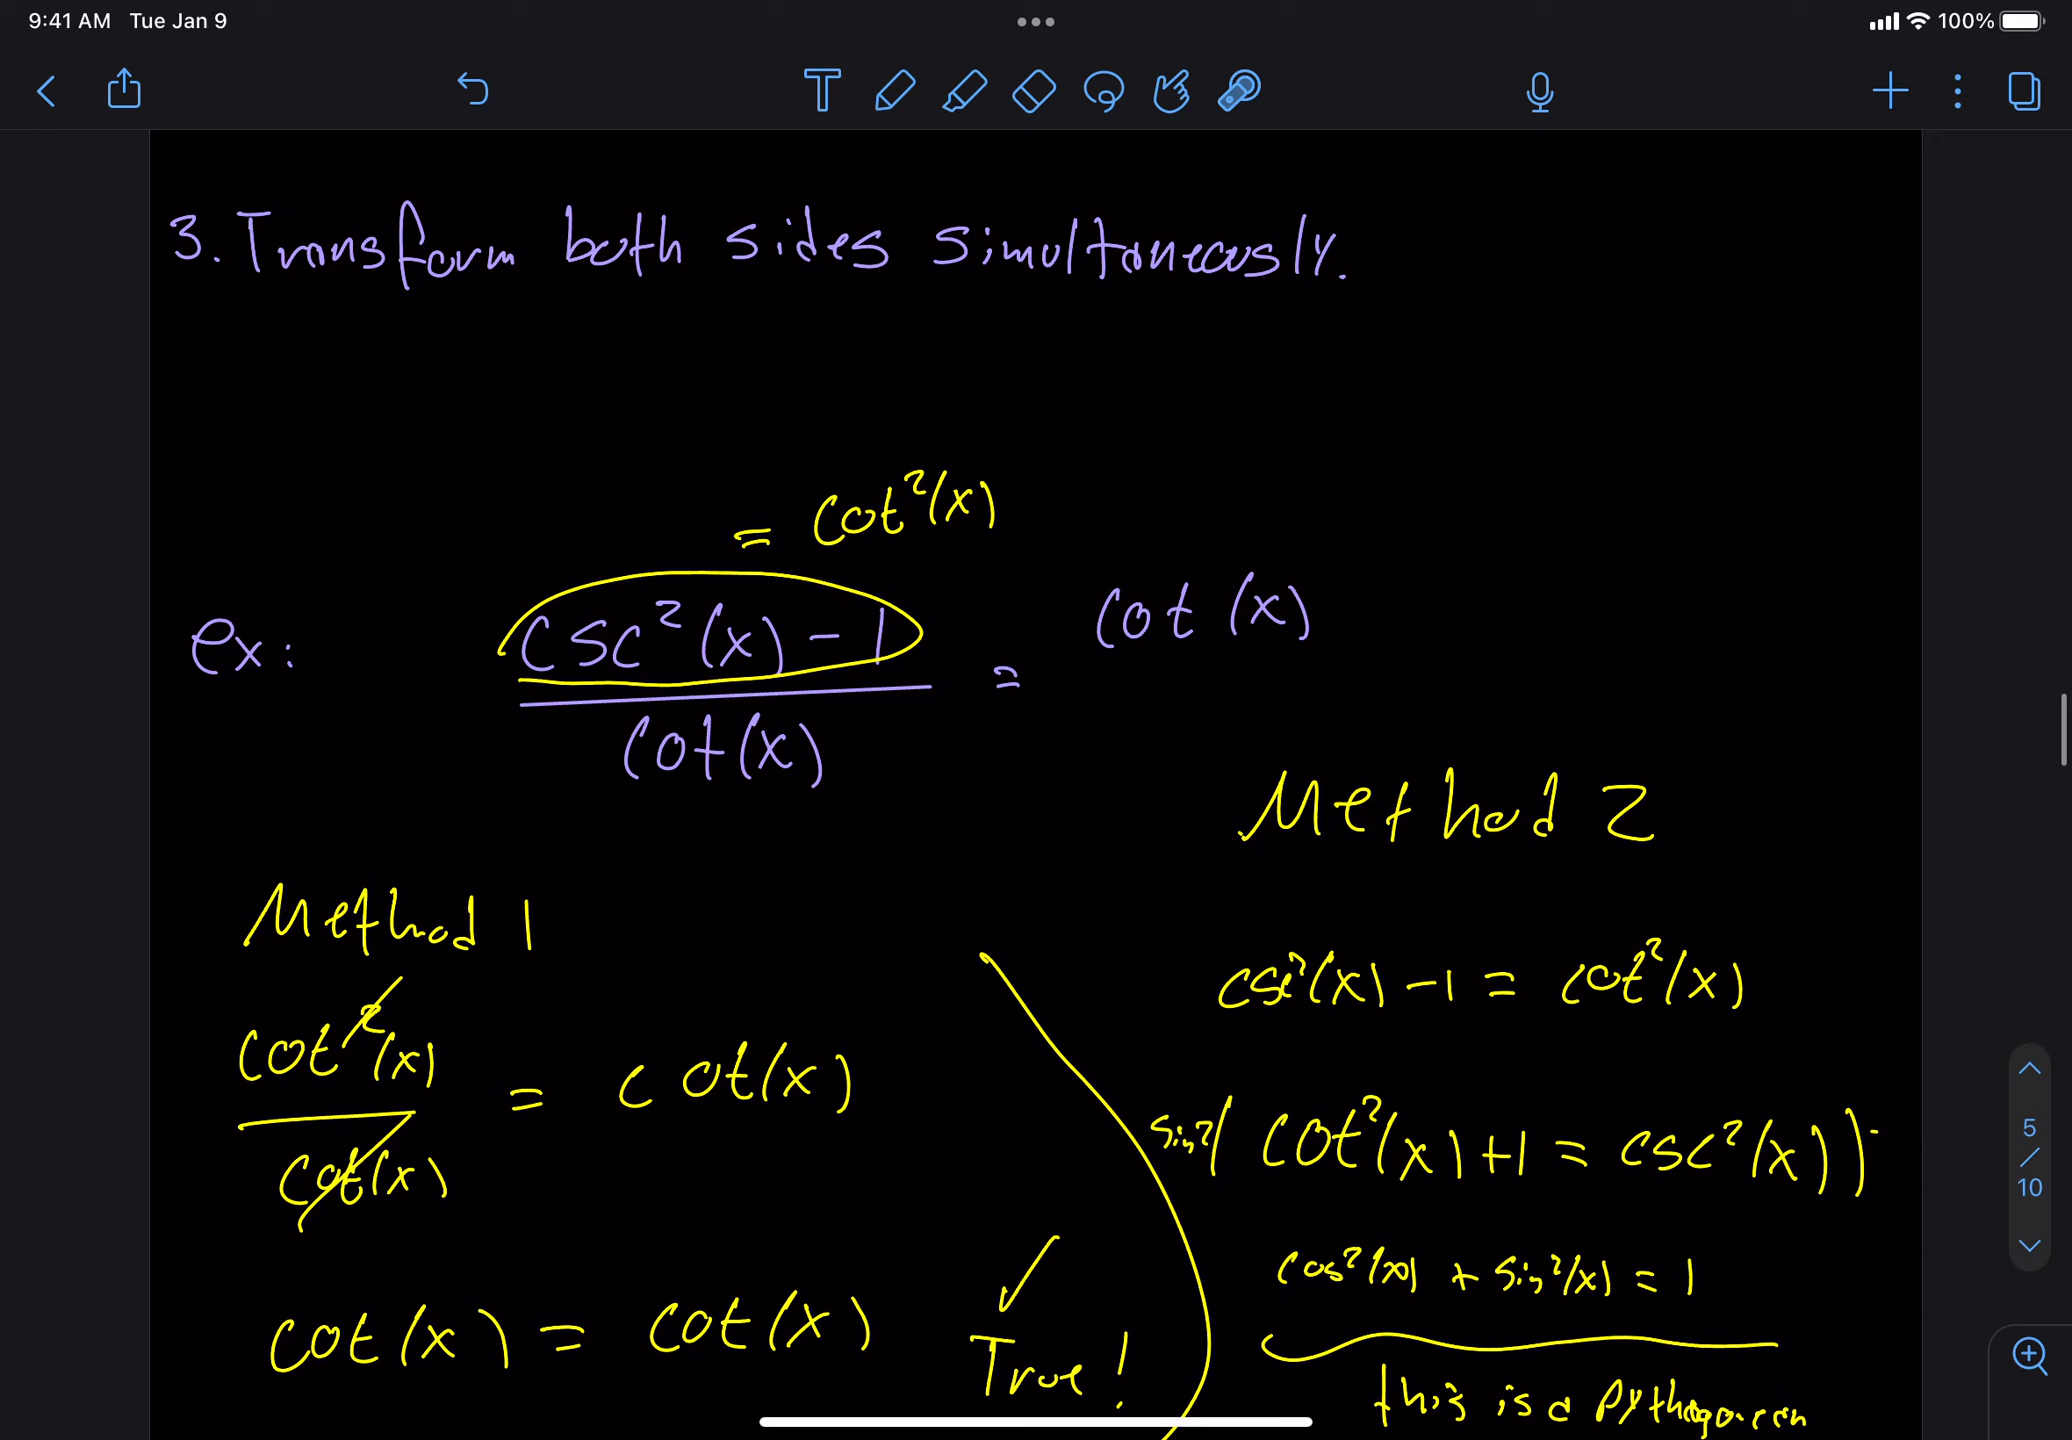 9:41 AM Tue Jan 9
100%
3. Transform both sides simultaneously.
= cot²(x)
ex: csc²(x) - 1 / cot(x) = cot(x)
Method 2
Method 1
csc²(x) - 1 = cot²(x)
cot²(x) / cot(x) = cot(x)
sin²( cot²(x) + 1 = csc²(x) )
cos²(x) + sin²(x) = 1
cot(x) = cot(x) ✓ True!
this is a Pythagorean
5 / 10